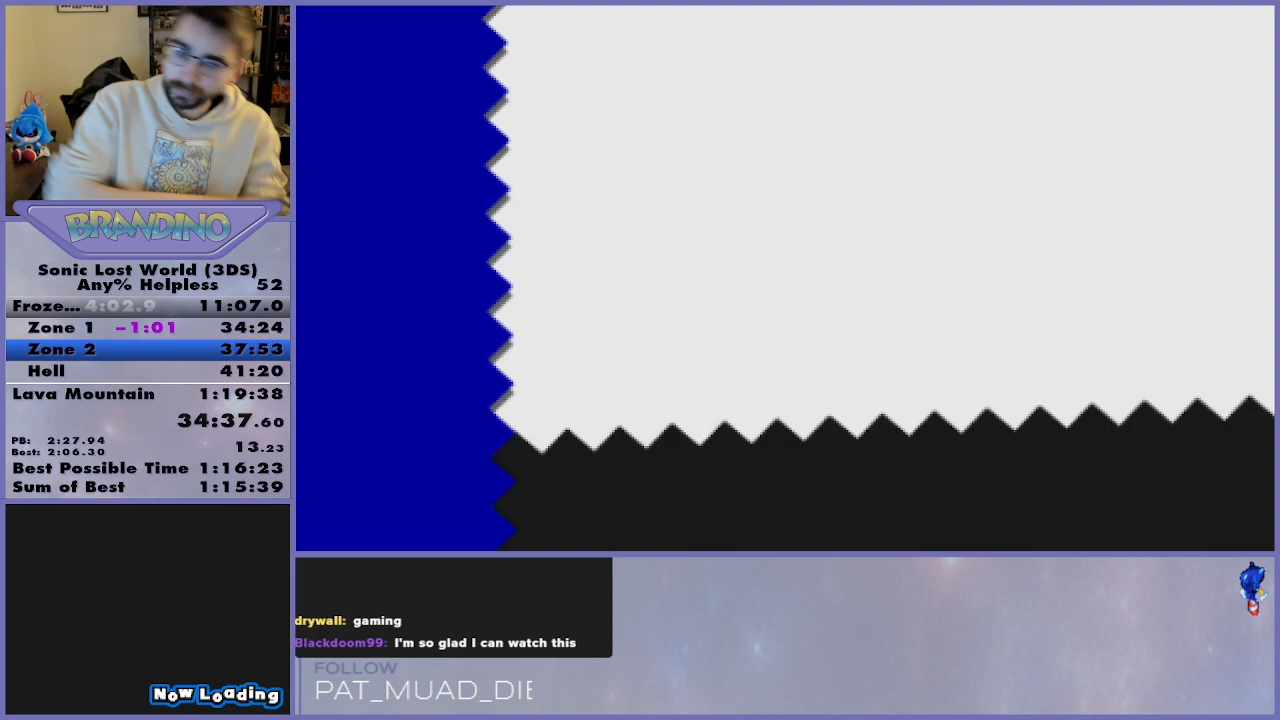 BRANDINO
Sonic Lost World (3DS)
Any% Helpless 52
Froze... 4:02.9 11:07.0
Zone 1 -1:01 34:24
Zone 2 37:53
Hell 41:20
Lava Mountain 1:19:38
34:37.60
PB: 2:27.94
Best: 2:06.30 13.23
Best Possible Time 1:16:23
Sum of Best 1:15:39
Now Loading
drywall: gaming
Blackdoom99: I'm so glad I can watch this
FOLLOW
PAT_MUAD_DIE